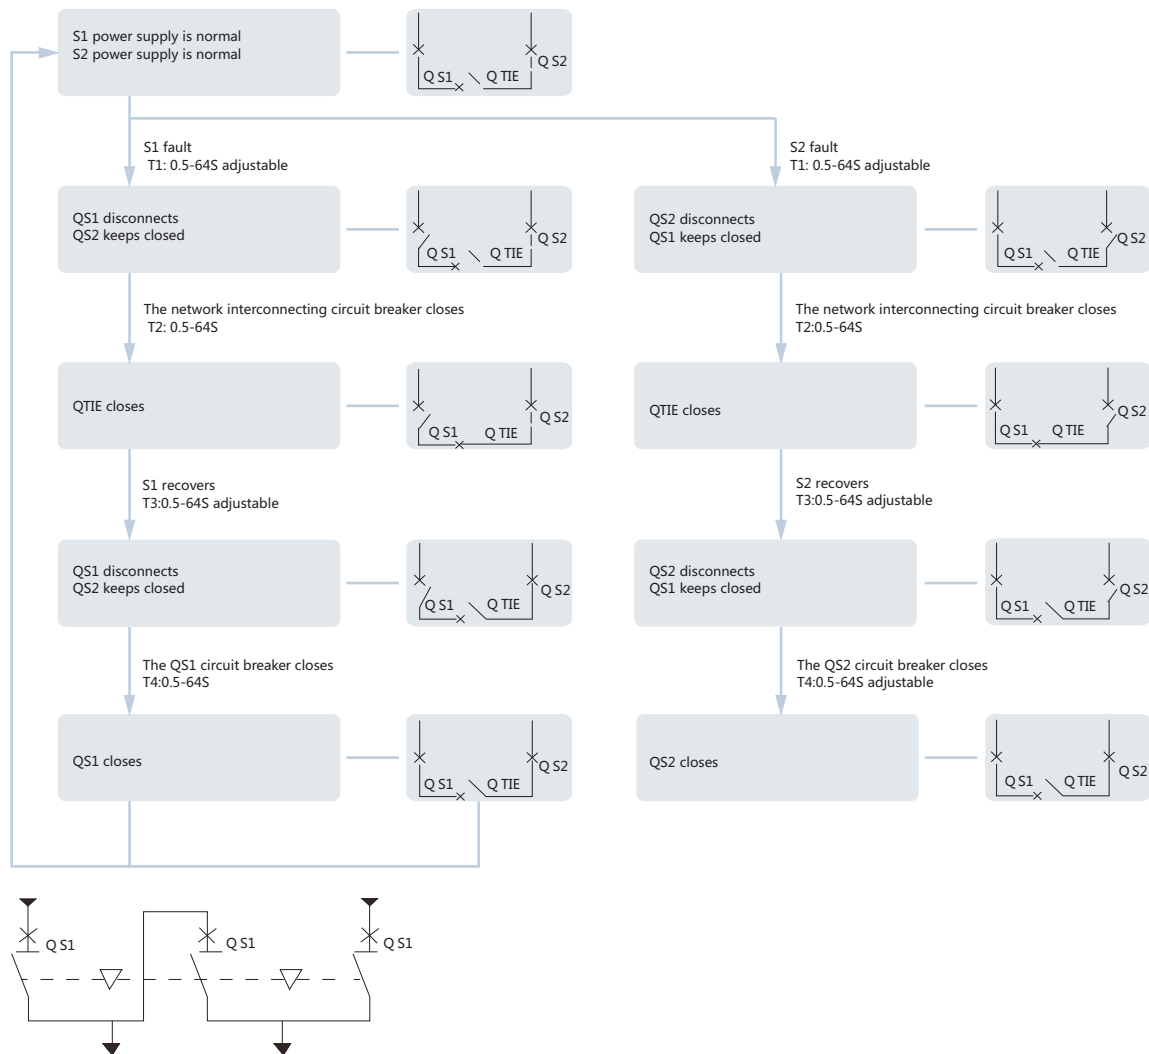 S1 power supply is normal
S2 power supply is normal
Q S1
Q TIE
Q S2
S1 fault
T1: 0.5-64S adjustable
S2 fault
T1: 0.5-64S adjustable
QS1 disconnects
QS2 keeps closed
Q S1
Q TIE
Q S2
QS2 disconnects
QS1 keeps closed
Q S1
Q TIE
Q S2
The network interconnecting circuit breaker closes
T2: 0.5-64S
The network interconnecting circuit breaker closes
T2:0.5-64S
QTIE closes
Q S1
Q TIE
Q S2
QTIE closes
Q S1
Q TIE
Q S2
S1 recovers
T3:0.5-64S adjustable
S2 recovers
T3:0.5-64S adjustable
QS1 disconnects
QS2 keeps closed
Q S1
Q TIE
Q S2
QS2 disconnects
QS1 keeps closed
Q S1
Q TIE
Q S2
The QS1 circuit breaker closes
T4:0.5-64S
The QS2 circuit breaker closes
T4:0.5-64S adjustable
QS1 closes
Q S1
Q TIE
Q S2
QS2 closes
Q S1
Q TIE
Q S2
Q S1
Q S1
Q S1